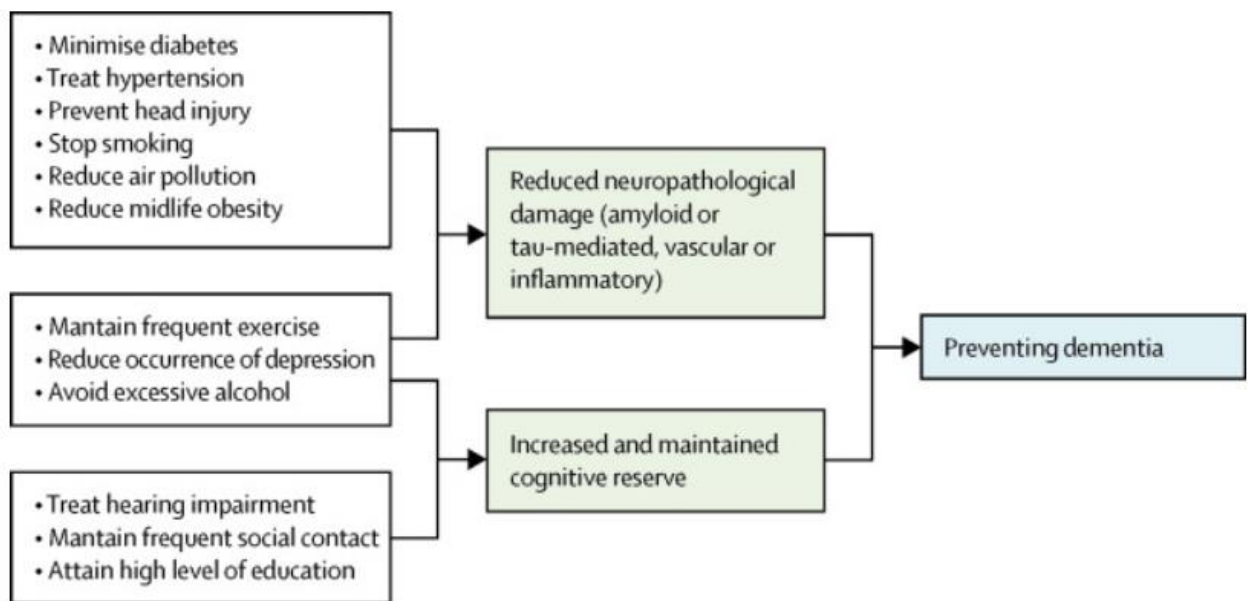 • Minimise diabetes
• Treat hypertension
• Prevent head injury
• Stop smoking
• Reduce air pollution
• Reduce midlife obesity
• Mantain frequent exercise
• Reduce occurrence of depression
• Avoid excessive alcohol
• Treat hearing impairment
• Mantain frequent social contact
• Attain high level of education
Reduced neuropathological
damage (amyloid or
tau-mediated, vascular or
inflammatory)
Increased and maintained
cognitive reserve
Preventing dementia